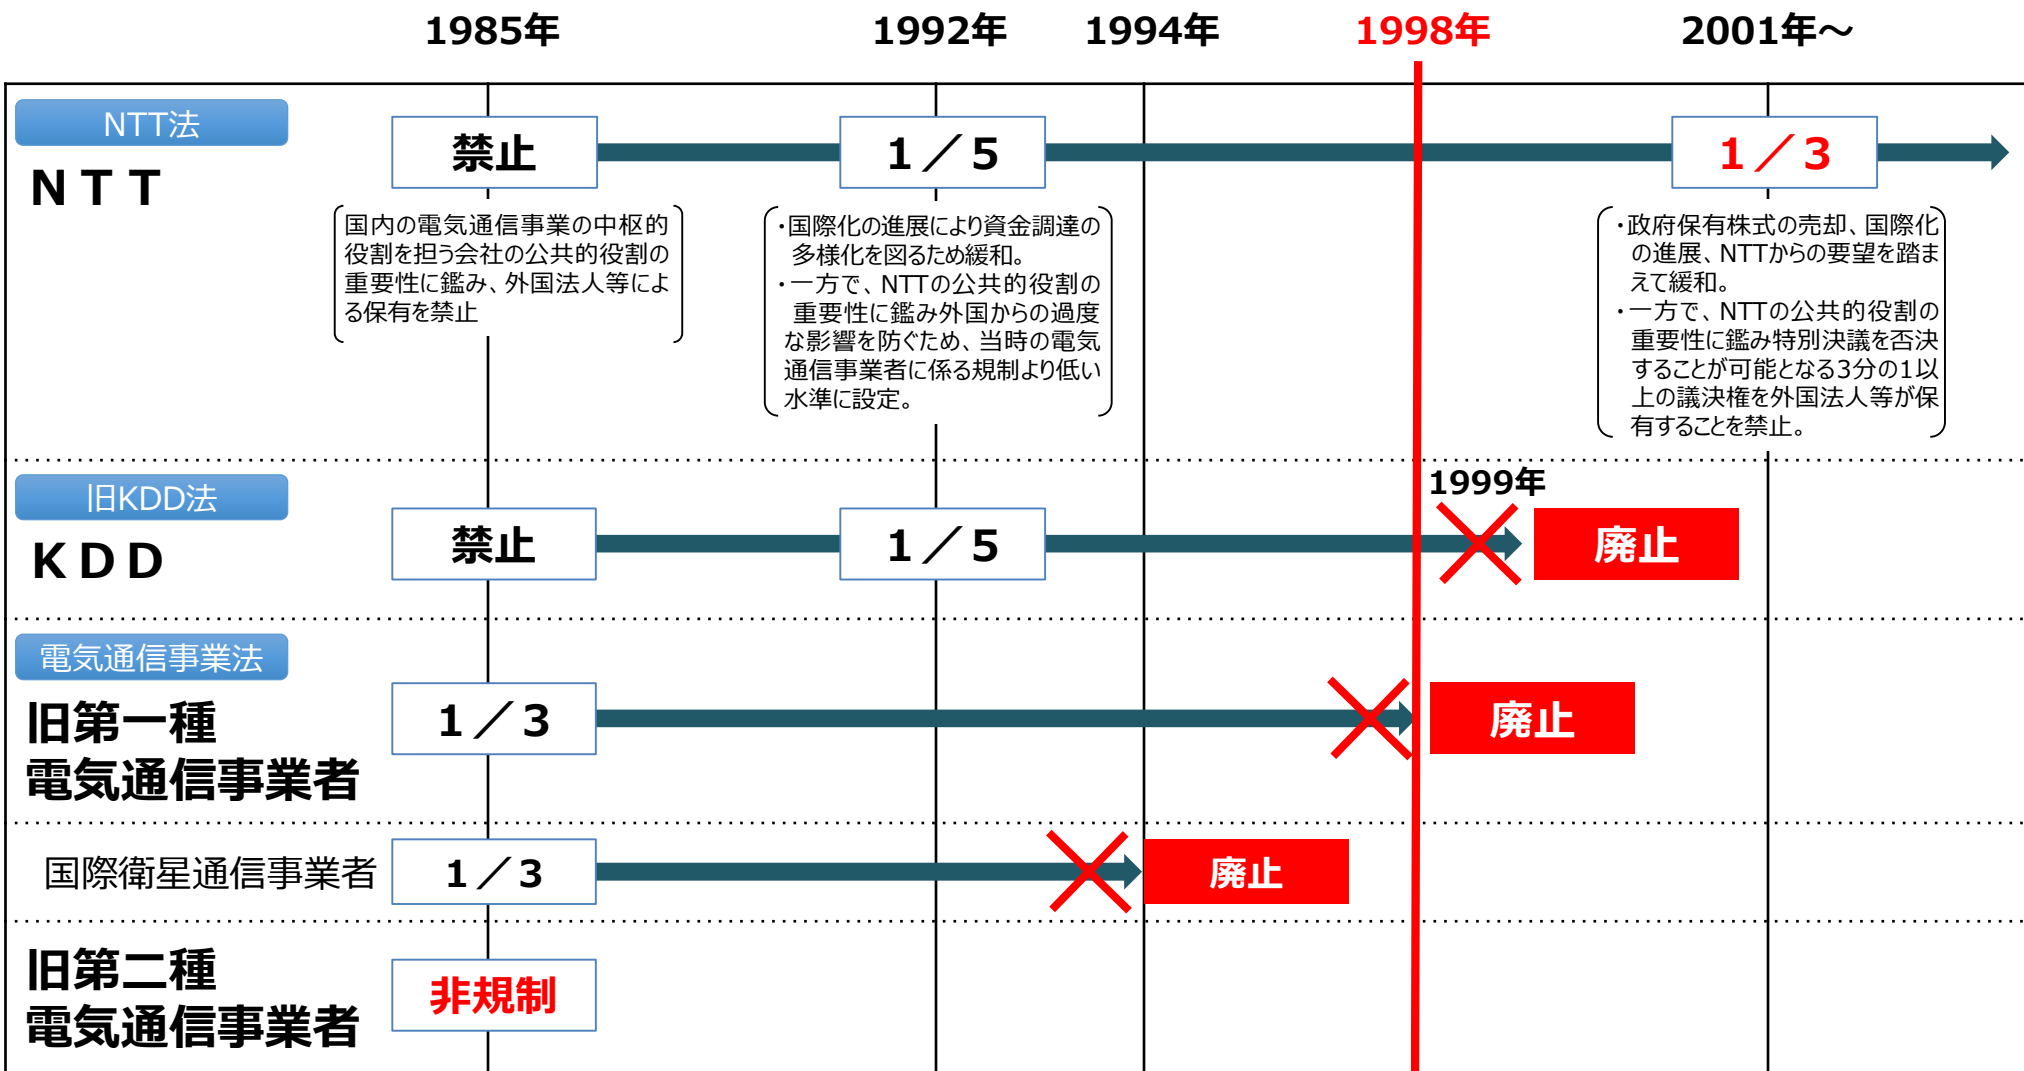 1985年
1992年
1994年
1998年
2001年～
NTT法
NTT
禁止
1／5
1／3
国内の電気通信事業の中枢的
役割を担う会社の公共的役割の
重要性に鑑み、外国法人等によ
る保有を禁止
・国際化の進展により資金調達の
多様化を図るため緩和。
・一方で、NTTの公共的役割の
重要性に鑑み外国からの過度
な影響を防ぐため、当時の電気
通信事業者に係る規制より低い
水準に設定。
・政府保有株式の売却、国際化
の進展、NTTからの要望を踏ま
えて緩和。
・一方で、NTTの公共的役割の
重要性に鑑み特別決議を否決
することが可能となる3分の1以
上の議決権を外国法人等が保
有することを禁止。
旧KDD法
KDD
禁止
1／5
1999年
廃止
電気通信事業法
旧第一種
電気通信事業者
1／3
廃止
国際衛星通信事業者
1／3
廃止
旧第二種
電気通信事業者
非規制